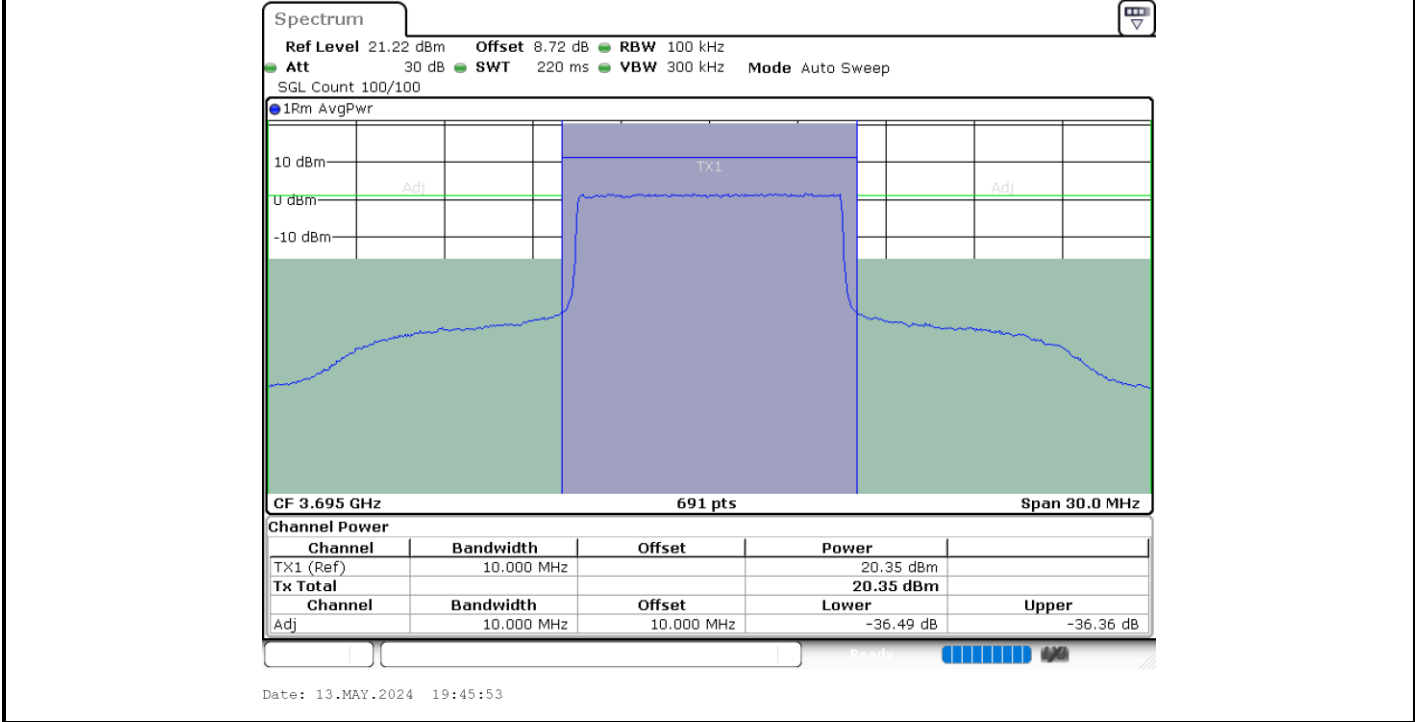 Spectrum
Ref Level 21.22 dBm Offset 8.72 dB RBW 100 kHz
Att 30 dB SWT 220 ms VBW 300 kHz Mode Auto Sweep
SGL Count 100/100
1Rm AvgPwr
10 dBm
TX1
Adj Adj
0 dBm
-10 dBm
CF 3.695 GHz 691 pts Span 30.0 MHz
Channel Power
Channel Bandwidth Offset Power
TX1 (Ref) 10.000 MHz 20.35 dBm
Tx Total 20.35 dBm
Channel Bandwidth Offset Lower Upper
Adj 10.000 MHz 10.000 MHz -36.49 dB -36.36 dB
Ready
Date: 13.MAY.2024 19:45:53